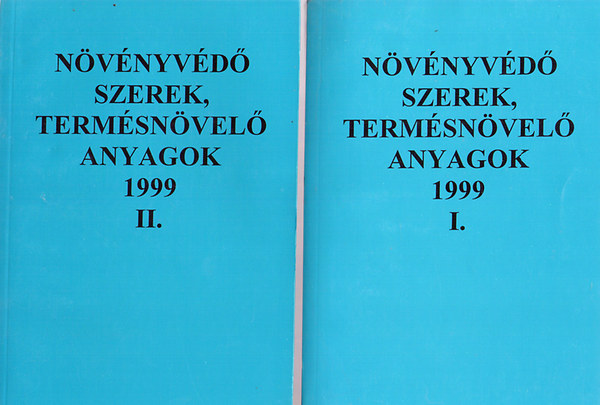 NÖVÉNYVÉDŐ
SZEREK,
TERMÉSNÖVELŐ
ANYAGOK
1999
II.
NÖVÉNYVÉDŐ
SZEREK,
TERMÉSNÖVELŐ
ANYAGOK
1999
I.